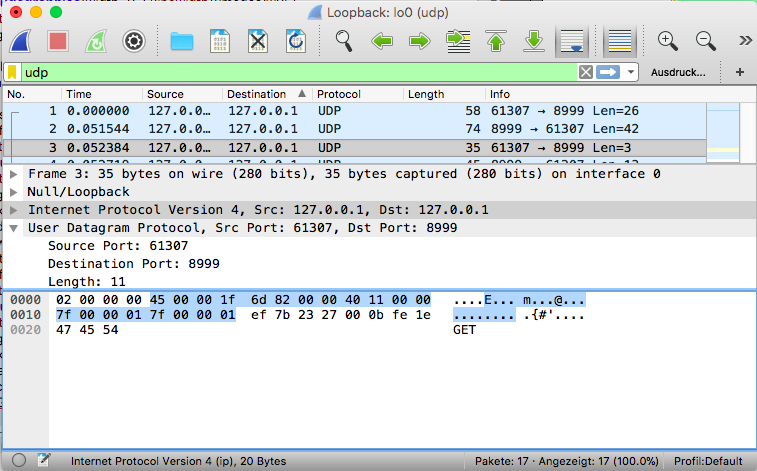 Loopback: lo0 (udp)
udp Ausdruck... +
No. Time Source Destination Protocol Length Info
1 0.000000 127.0.0… 127.0.0.1 UDP 58 61307 → 8999 Len=26
2 0.051544 127.0.0… 127.0.0.1 UDP 74 8999 → 61307 Len=42
3 0.052384 127.0.0… 127.0.0.1 UDP 35 61307 → 8999 Len=3
Frame 3: 35 bytes on wire (280 bits), 35 bytes captured (280 bits) on interface 0
Null/Loopback
Internet Protocol Version 4, Src: 127.0.0.1, Dst: 127.0.0.1
User Datagram Protocol, Src Port: 61307, Dst Port: 8999
Source Port: 61307
Destination Port: 8999
Length: 11
0000 02 00 00 00 45 00 00 1f 6d 82 00 00 40 11 00 00 ....E... m...@...
0010 7f 00 00 01 7f 00 00 01 ef 7b 23 27 00 0b fe 1e ........ .{#'....
0020 47 45 54 GET
Internet Protocol Version 4 (ip), 20 Bytes Pakete: 17 · Angezeigt: 17 (100.0%) Profil:Default